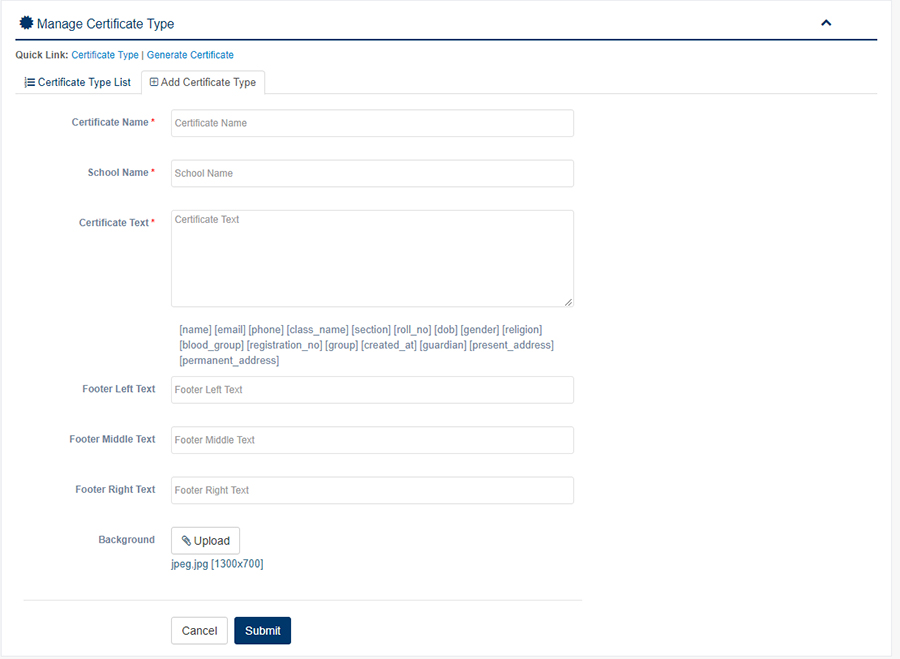 Manage Certificate Type
Quick Link: Certificate Type | Generate Certificate
Certificate Type List
Add Certificate Type
Certificate Name *
Certificate Name
School Name *
School Name
Certificate Text *
Certificate Text
[name] [email] [phone] [class_name] [section] [roll_no] [dob] [gender] [religion]
[blood_group] [registration_no] [group] [created_at] [guardian] [present_address]
[permanent_address]
Footer Left Text
Footer Left Text
Footer Middle Text
Footer Middle Text
Footer Right Text
Footer Right Text
Background
Upload
jpeg.jpg [1300x700]
Cancel
Submit